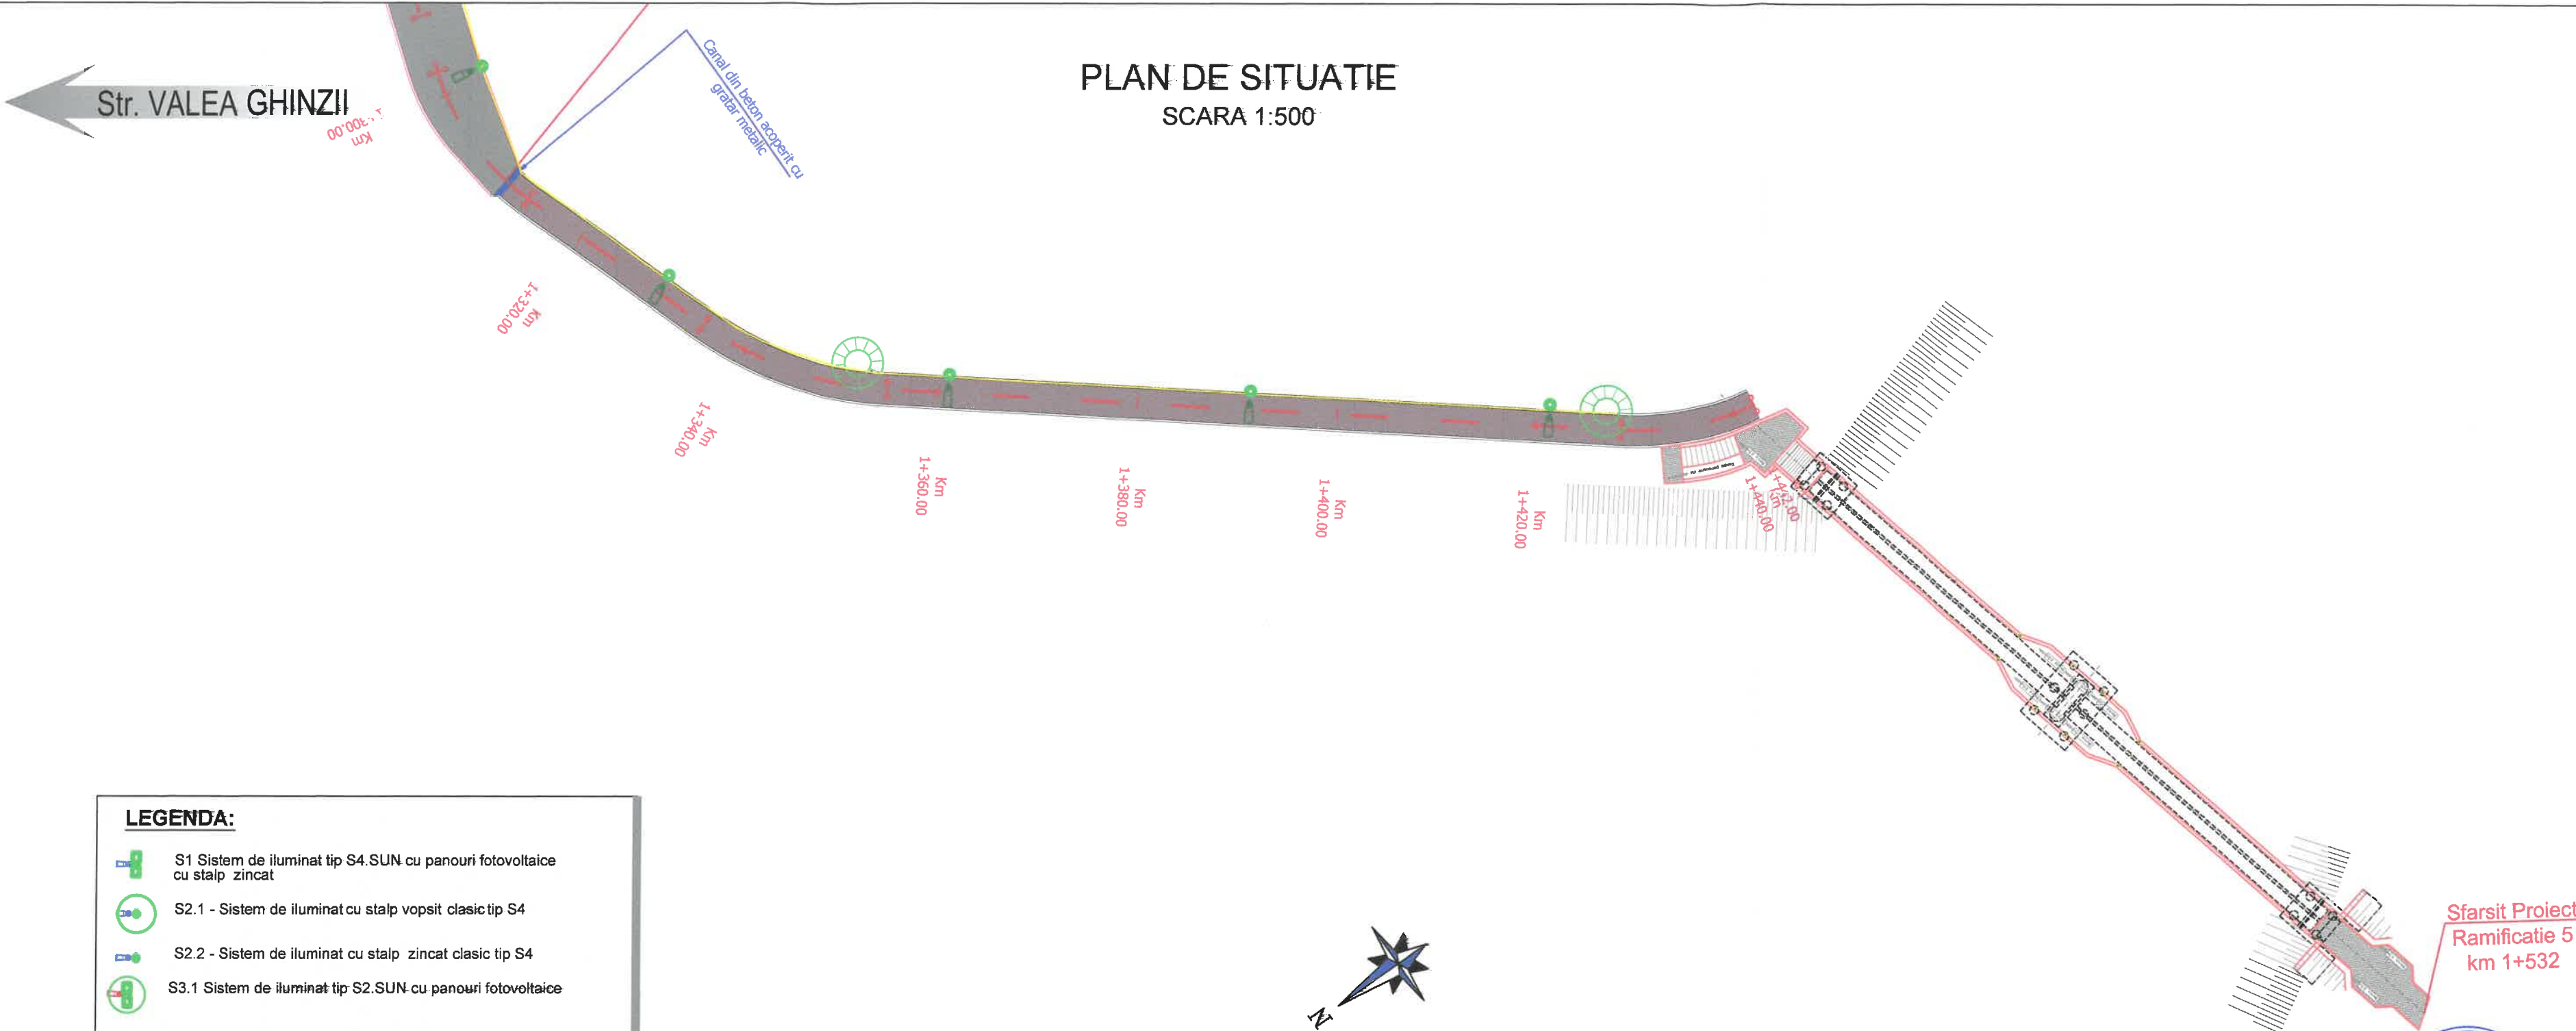 PLAN DE SITUATIE
SCARA 1:500
Str. VALEA GHINZII
Canal din beton acoperit cu
gratar metalic
Km
1+300.00
Km
1+320.00
Km
1+340.00
Km
1+360.00
Km
1+380.00
Km
1+400.00
Km
1+420.00
Km
1+440.00
LEGENDA:
S1 Sistem de iluminat tip S4.SUN cu panouri fotovoltaice
cu stalp zincat
S2.1 - Sistem de iluminat cu stalp vopsit clasic tip S4
S2.2 - Sistem de iluminat cu stalp zincat clasic tip S4
S3.1 Sistem de iluminat tip S2.SUN cu panouri fotovoltaice
N
Sfarsit Proiect
Ramificatie 5
km 1+532